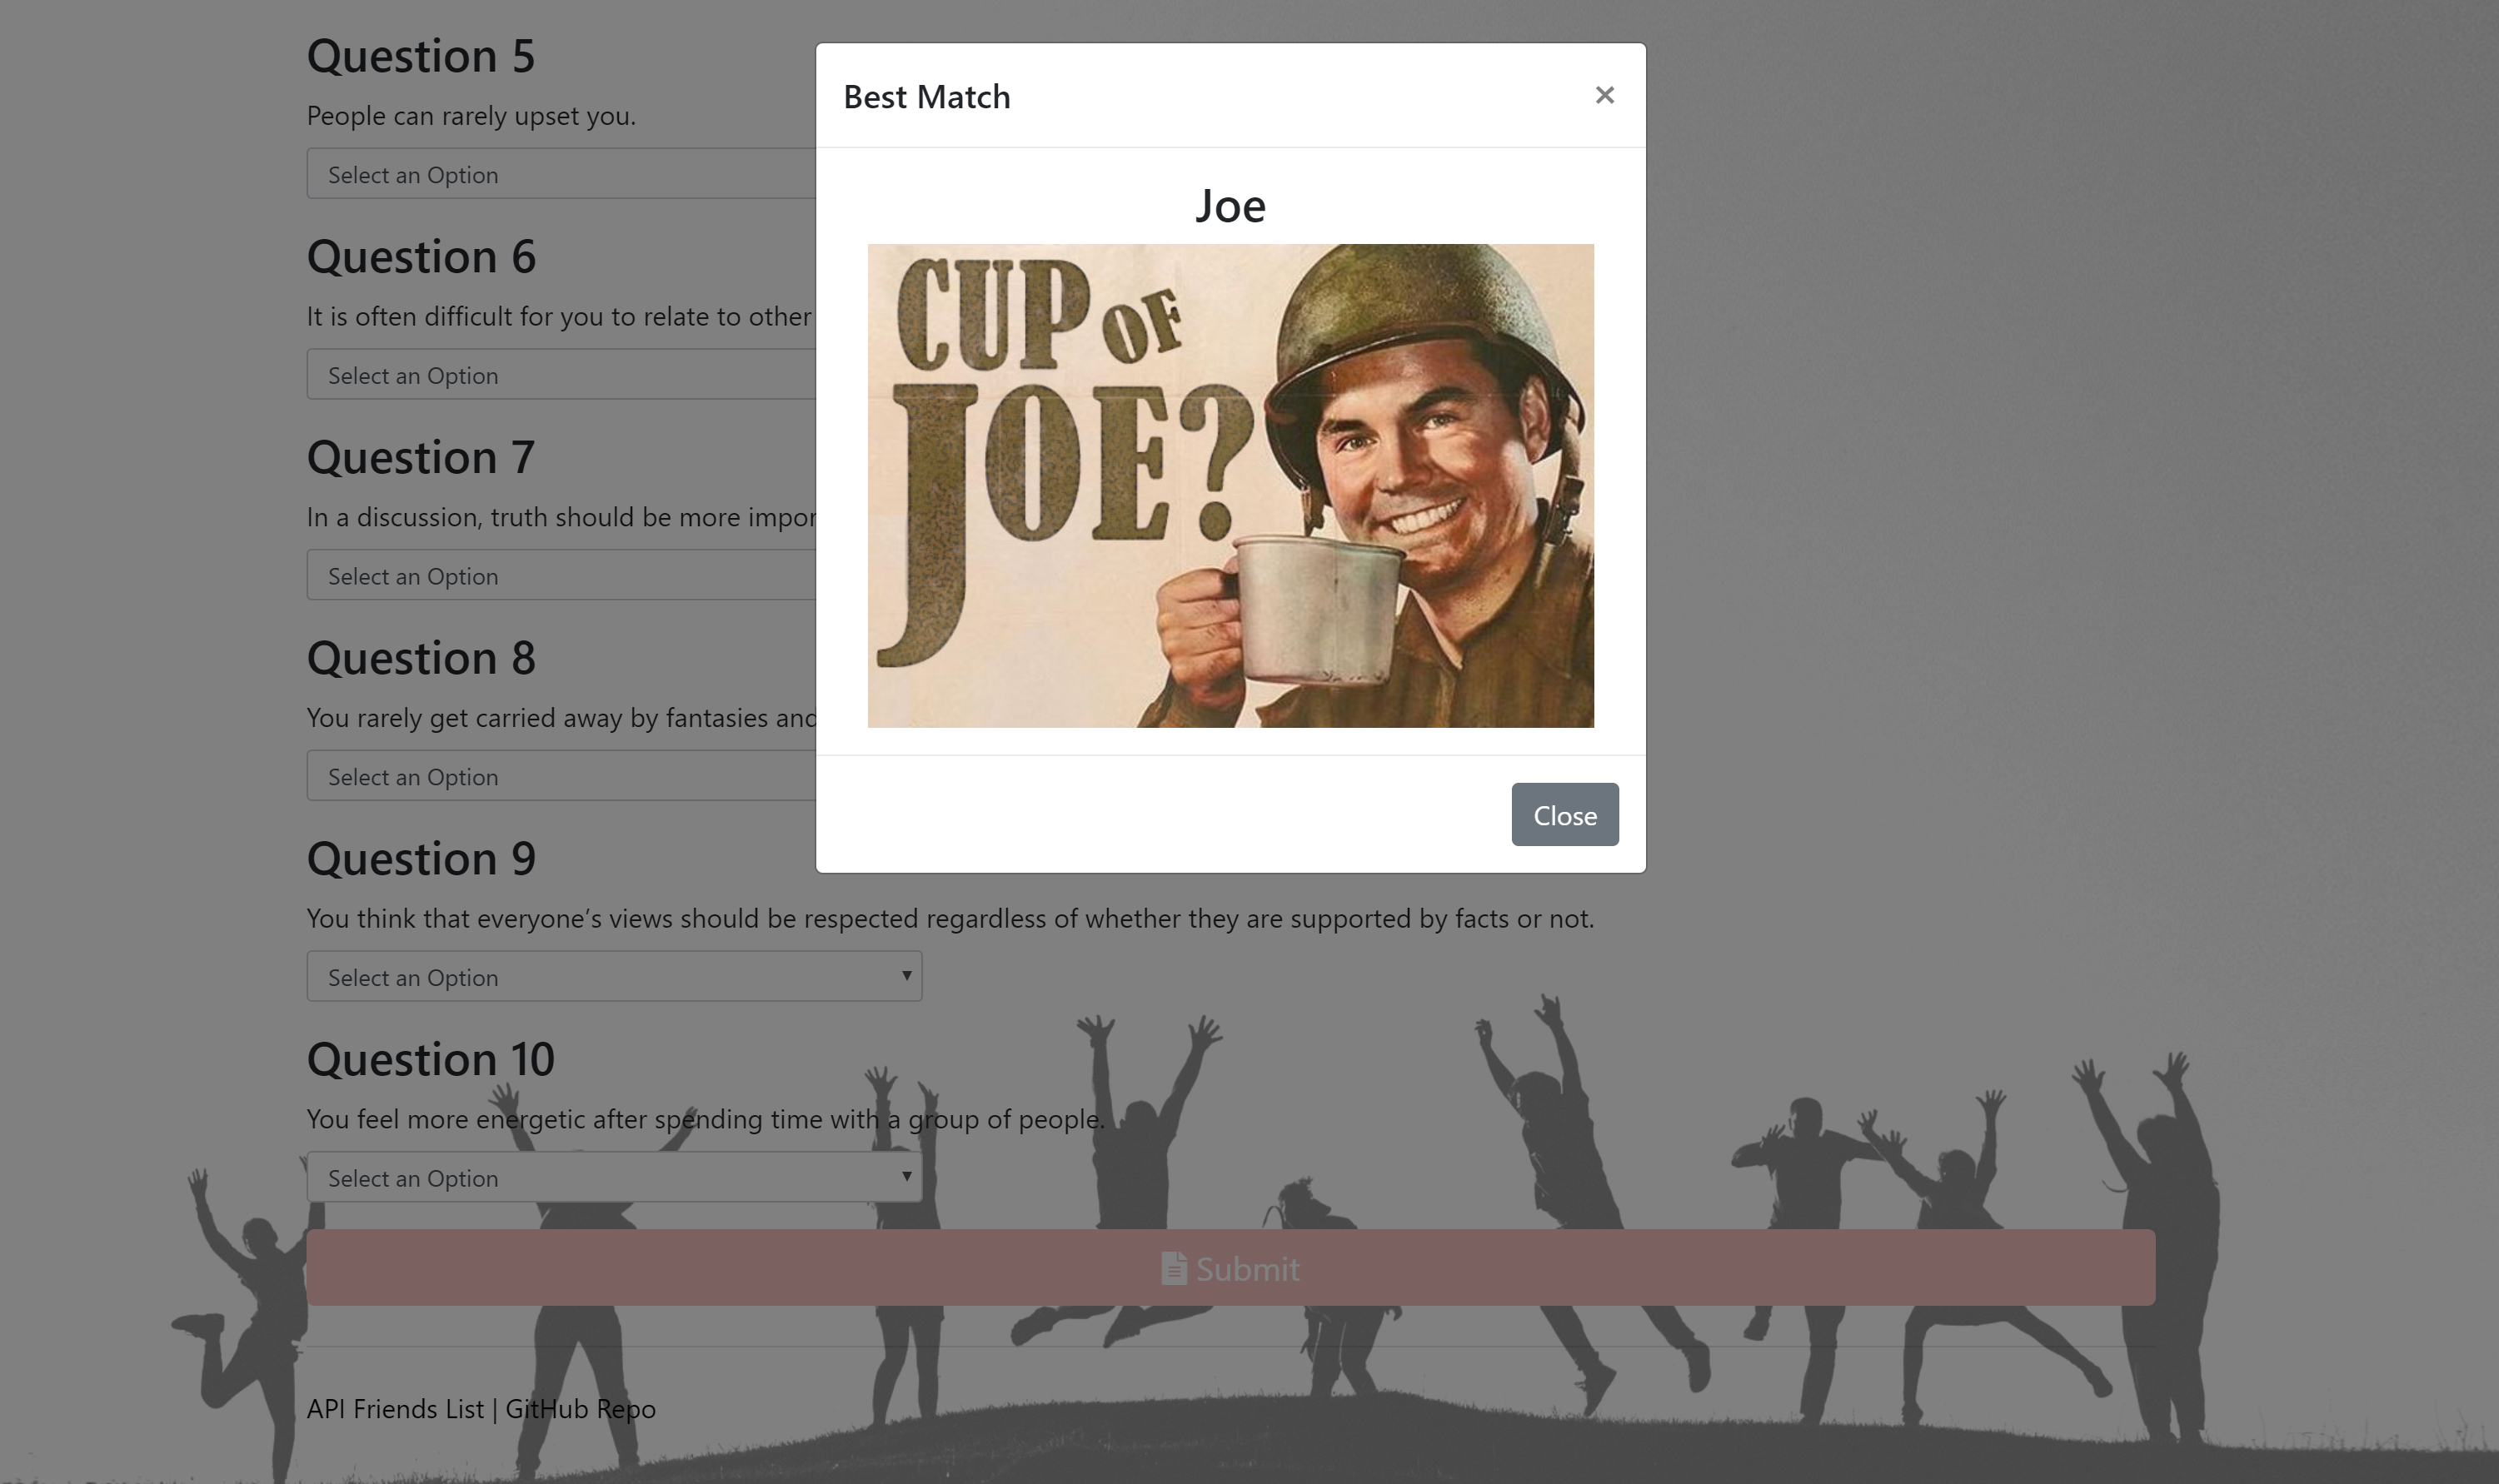 Question 5
People can rarely upset you.
Select an Option
Question 6
It is often difficult for you to relate to other
Select an Option
Question 7
In a discussion, truth should be more
Select an Option
Question 8
You rarely get carried away by fantasies and
Select an Option
Question 9
You think that everyone’s views should be respected regardless of whether they are supported by facts or not.
Select an Option
Question 10
You feel more energetic after spending time with a group of people.
Select an Option
Submit
API Friends List | GitHub Repo
Best Match
×
Joe
CUP OF
JOE?
Close